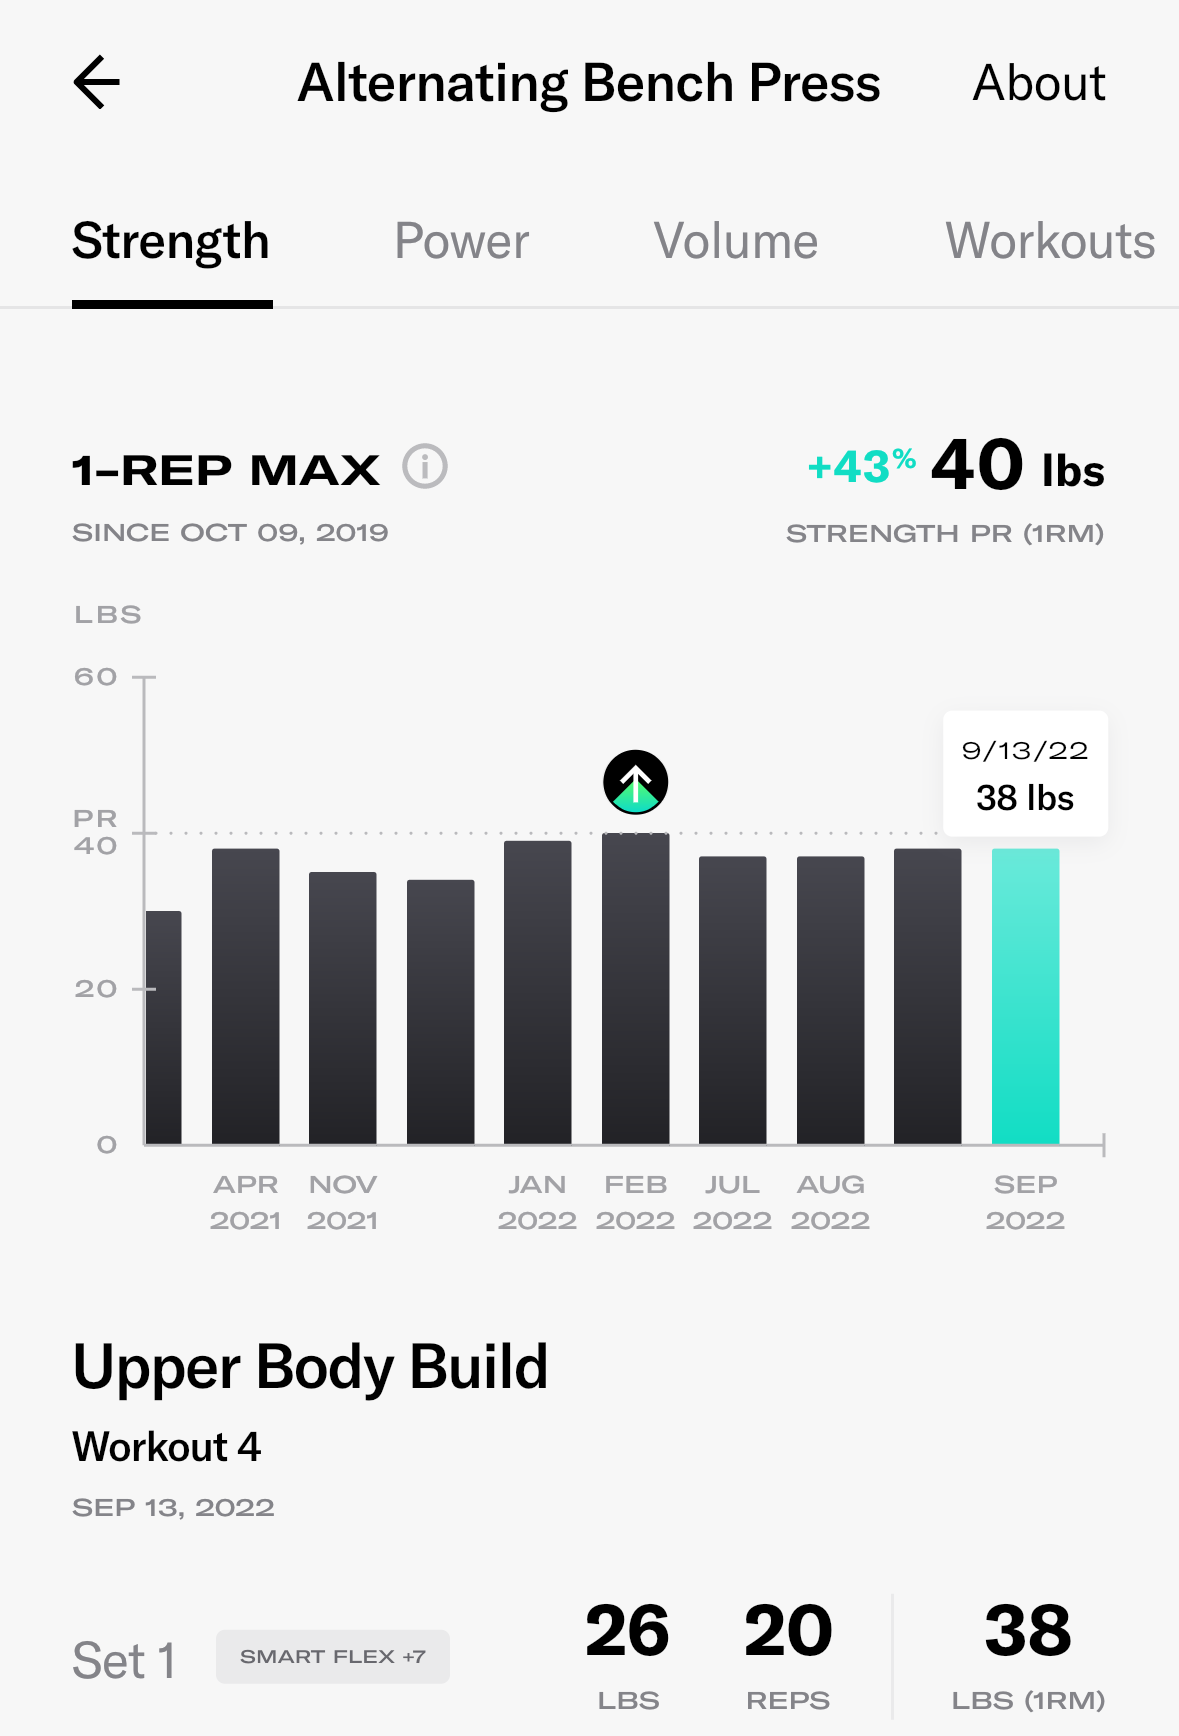 Alternating Bench Press About
Strength Power Volume Workouts
1-REP MAX +43% 40 lbs
SINCE OCT 09, 2019 STRENGTH PR (1RM)
LBS
60
9/13/22
38 lbs
PR
40
20
0
APR NOV JAN FEB JUL AUG SEP
2021 2021 2022 2022 2022 2022 2022
Upper Body Build
Workout 4
SEP 13, 2022
Set 1 SMART FLEX +7 26 20 38
LBS REPS LBS (1RM)